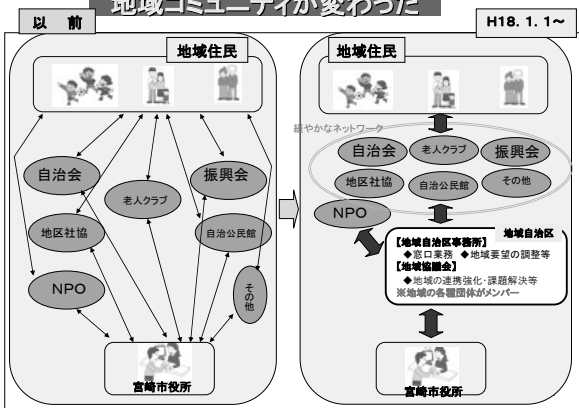 地域コミュニティが変わった
以 前
H18. 1. 1～
地域住民
自治会
老人クラブ
振興会
地区社協
自治公民館
NPO
その他
宮崎市役所
地域住民
緩やかなネットワーク
自治会
老人クラブ
振興会
地区社協
自治公民館
その他
NPO
地域自治区
【地域自治区事務所】
◆窓口業務 ◆地域要望の調整等
【地域協議会】
◆地域の連携強化・課題解決等
※地域の各種団体がメンバー
宮崎市役所